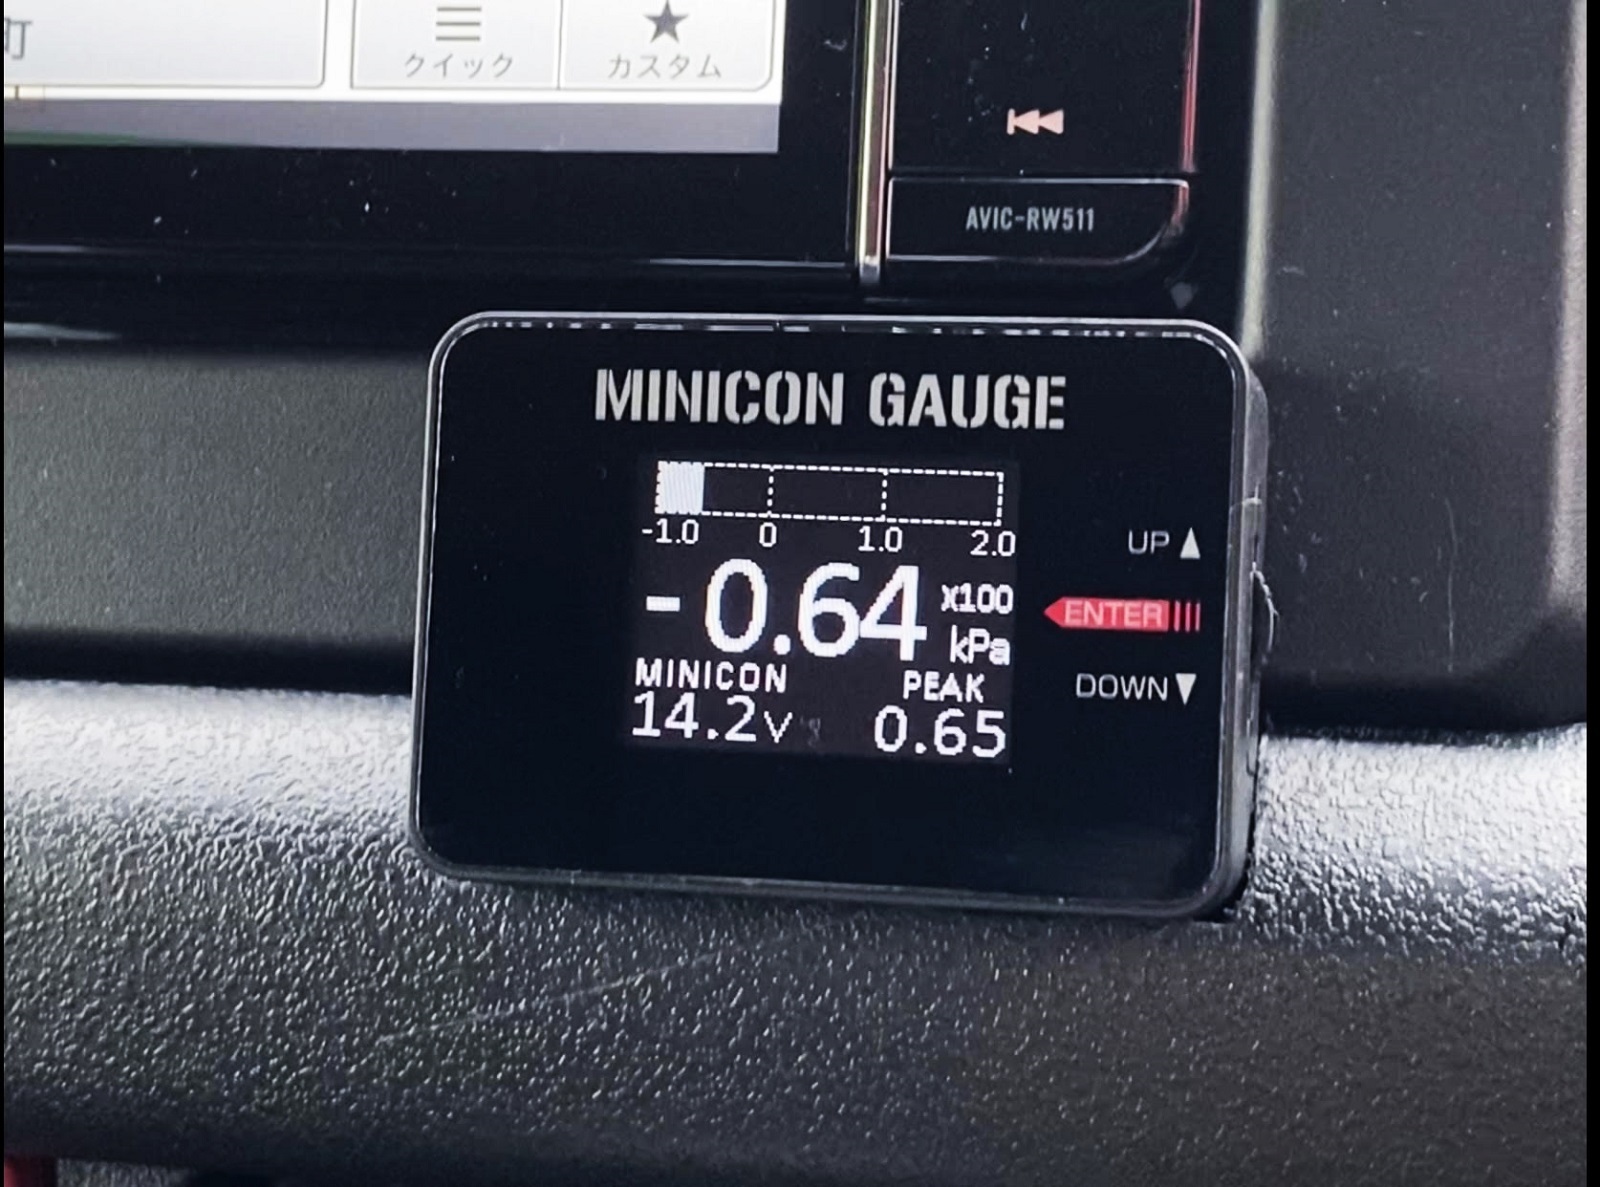 町
クイック
カスタム
AVIC-RW511
MINICON GAUGE
-1.0 0 1.0 2.0
-0.64 x100 kPa
MINICON PEAK
14.2V 0.65
UP
ENTER
DOWN